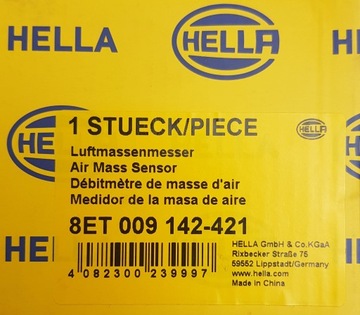 HELLA
HELLA
HELLA
1 STUECK/PIECE
HELLA
Luftmassenmesser
Air Mass Sensor
Débitmètre de masse d'air
Medidor de la masa de aire
8ET 009 142-421
4 082300 239997
HELLA GmbH & Co.KGaA
Rixbecker Straße 75
59552 Lippstadt/Germany
www.hella.com
Made in China